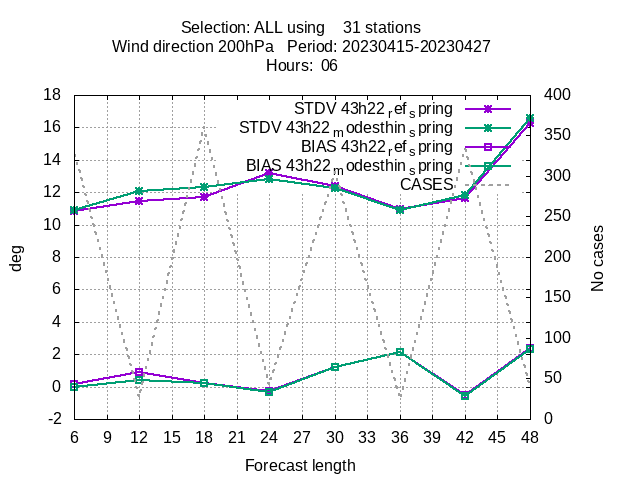 Selection: ALL using    31 stations
Wind direction 200hPa   Period: 20230415-20230427
Hours:  06
STDV 43h22_ref_spring
STDV 43h22_modesthin_spring
BIAS 43h22_ref_spring
BIAS 43h22_modesthin_spring
CASES
18
16
14
12
10
8
6
4
2
0
-2
deg
400
350
300
250
200
150
100
50
0
No cases
6 9 12 15 18 21 24 27 30 33 36 39 42 45 48
Forecast length